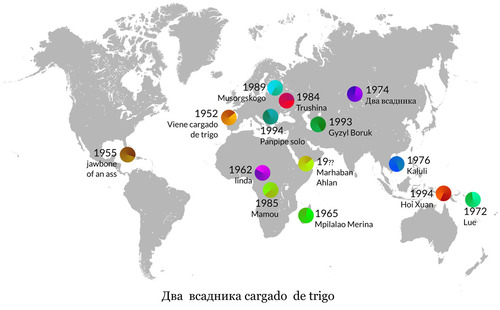 1989
Musorgskogo
1984
Trushina
1974
Два всадника
1952
Viene cargado
de trigo
1993
Gyzyl Boruk
1994
Panpipe solo
1955
jawbone
of an ass
1962
linda
19??
Marhaban
Ahlan
1976
Kaluli
1985
Mamou
1965
Mpilalao Merina
1994
Hoi Xuan
1972
Lue
Два всадника cargado de trigo